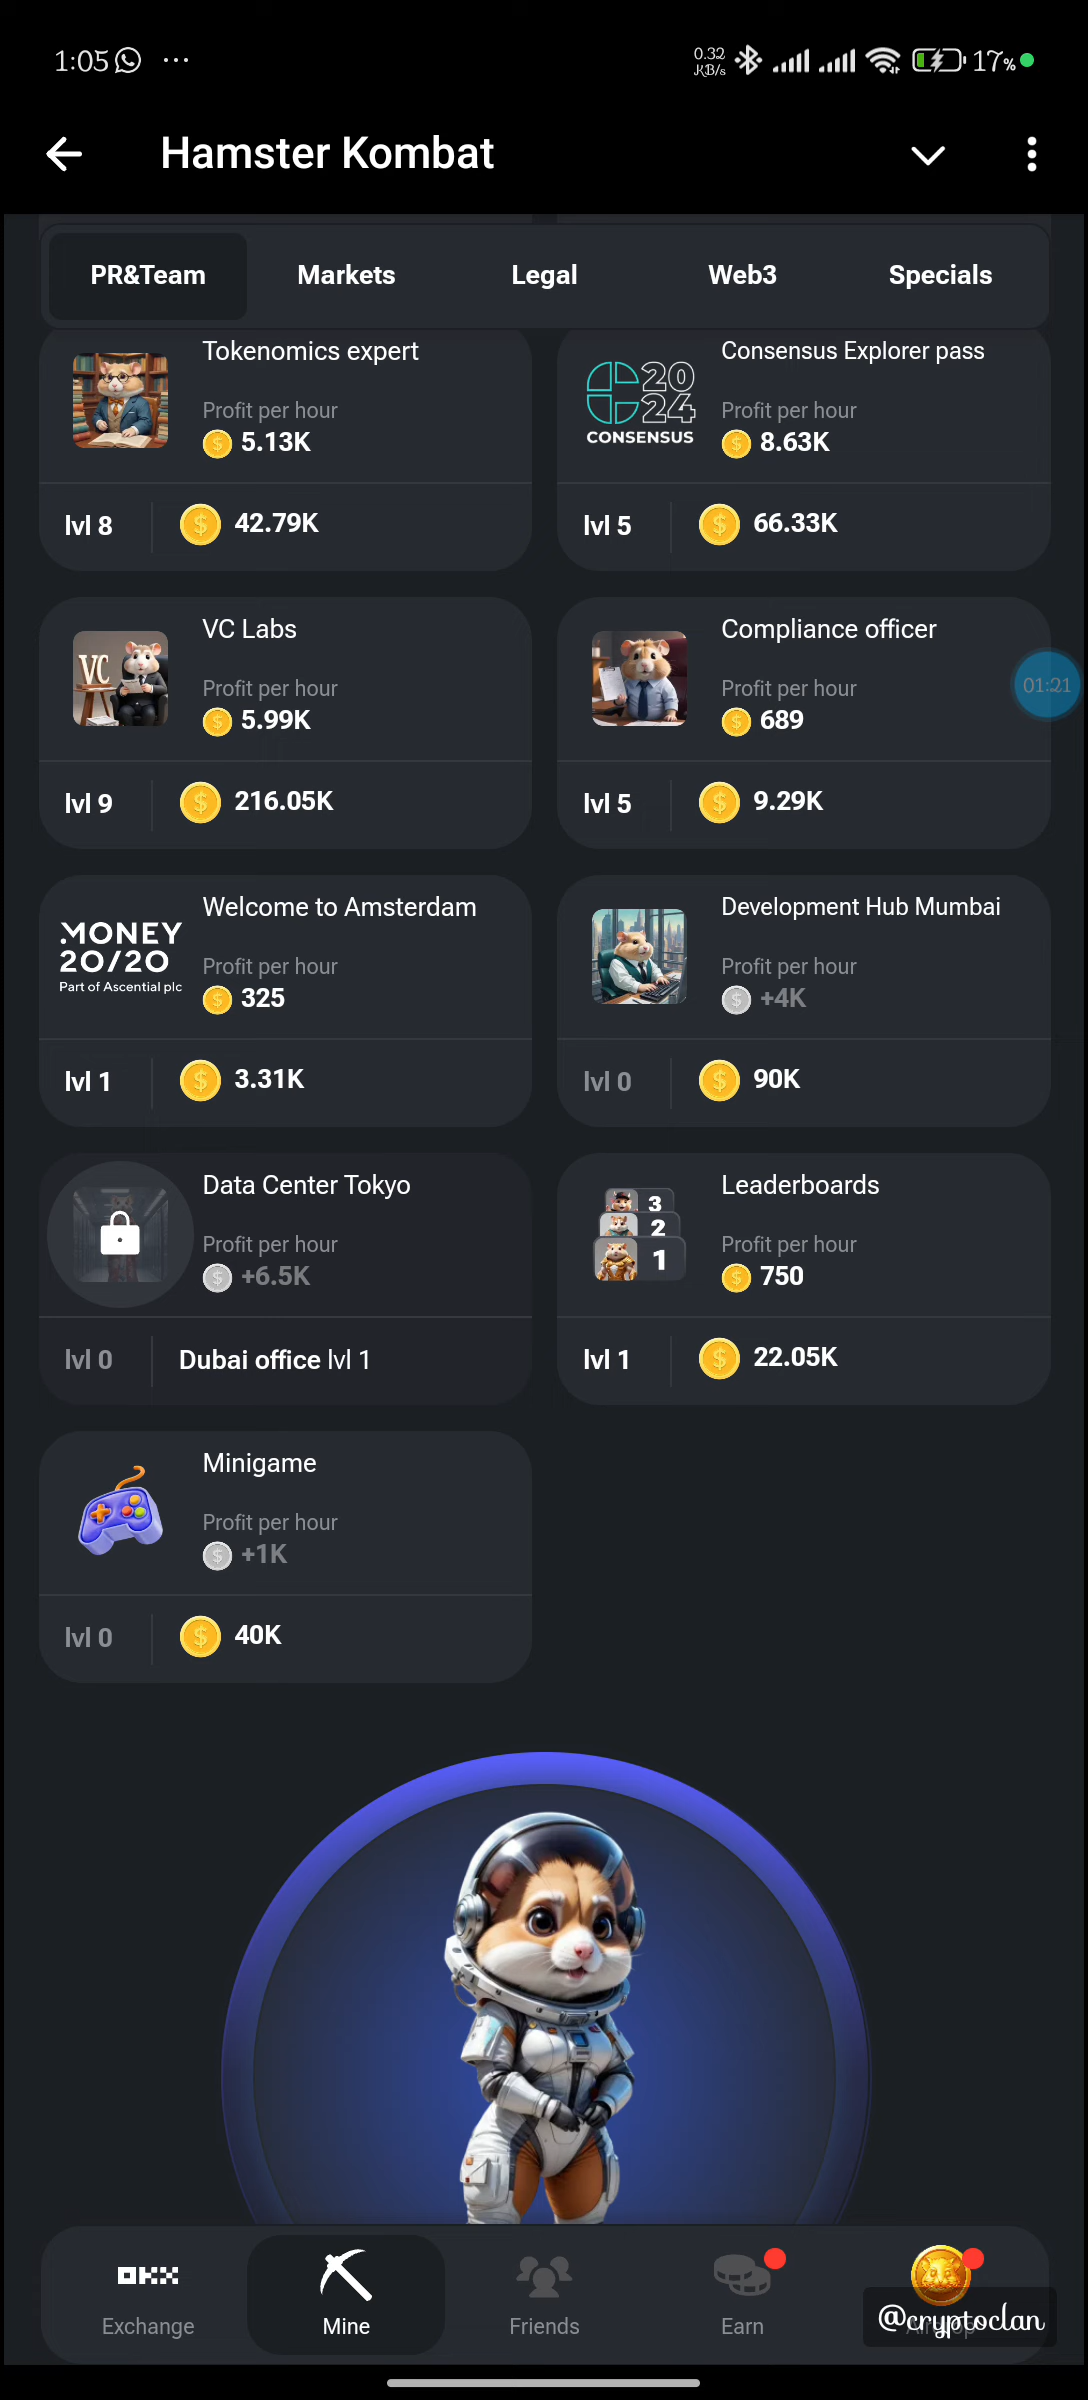 1:05 ...
0.32
KB/s
17%
Hamster Kombat
PR&Team Markets Legal Web3 Specials
Tokenomics expert
Profit per hour
5.13K
lvl 8 42.79K
2024
CONSENSUS
Consensus Explorer pass
Profit per hour
8.63K
lvl 5 66.33K
VC
VC Labs
Profit per hour
5.99K
lvl 9 216.05K
Compliance officer
Profit per hour
689
lvl 5 9.29K
01:21
MONEY
20/20
Part of Ascential plc
Welcome to Amsterdam
Profit per hour
325
lvl 1 3.31K
Development Hub Mumbai
Profit per hour
+4K
lvl 0 90K
Data Center Tokyo
Profit per hour
+6.5K
lvl 0 Dubai office lvl 1
3
2
1
Leaderboards
Profit per hour
750
lvl 1 22.05K
Minigame
Profit per hour
+1K
lvl 0 40K
OKX
Exchange Mine Friends Earn
@cryptoclan